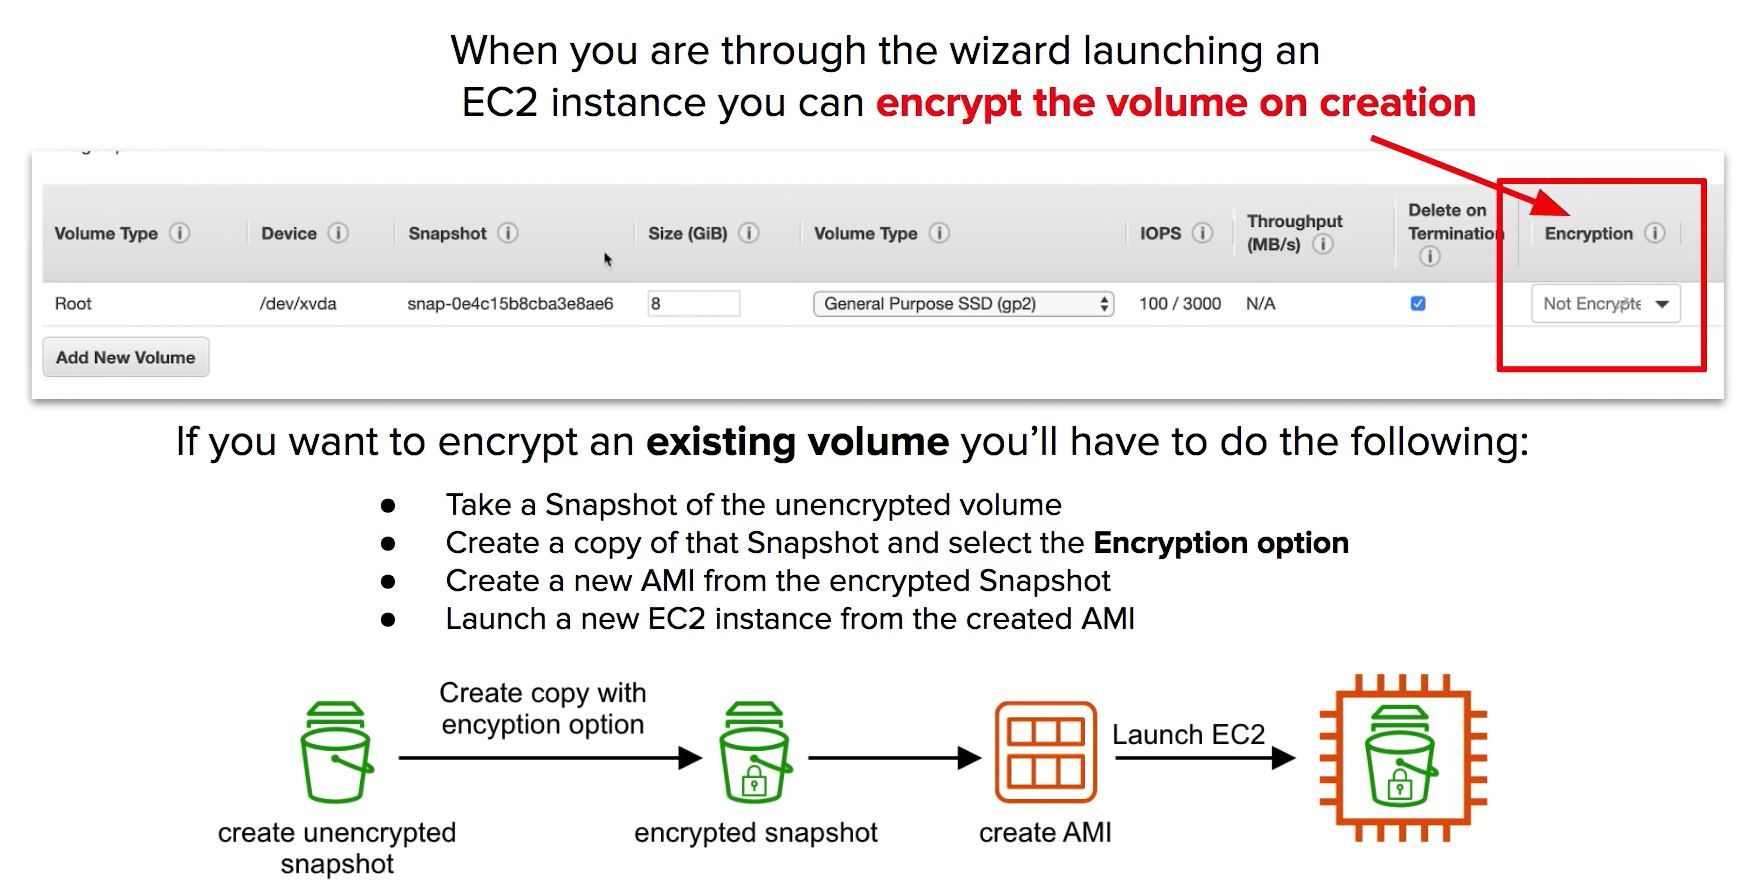 When you are through the wizard launching an
EC2 instance you can encrypt the volume on creation
Volume Type
Device
Snapshot
Size (GiB)
Volume Type
IOPS
Throughput
(MB/s)
Delete on
Termination
Encryption
Root
/dev/xvda
snap-0e4c15b8cba3e8ae6
8
General Purpose SSD (gp2)
100 / 3000
N/A
Not Encrypte
Add New Volume
If you want to encrypt an existing volume you'll have to do the following:
● Take a Snapshot of the unencrypted volume
● Create a copy of that Snapshot and select the Encryption option
● Create a new AMI from the encrypted Snapshot
● Launch a new EC2 instance from the created AMI
Create copy with
encyption option
Launch EC2
create unencrypted
snapshot
encrypted snapshot
create AMI